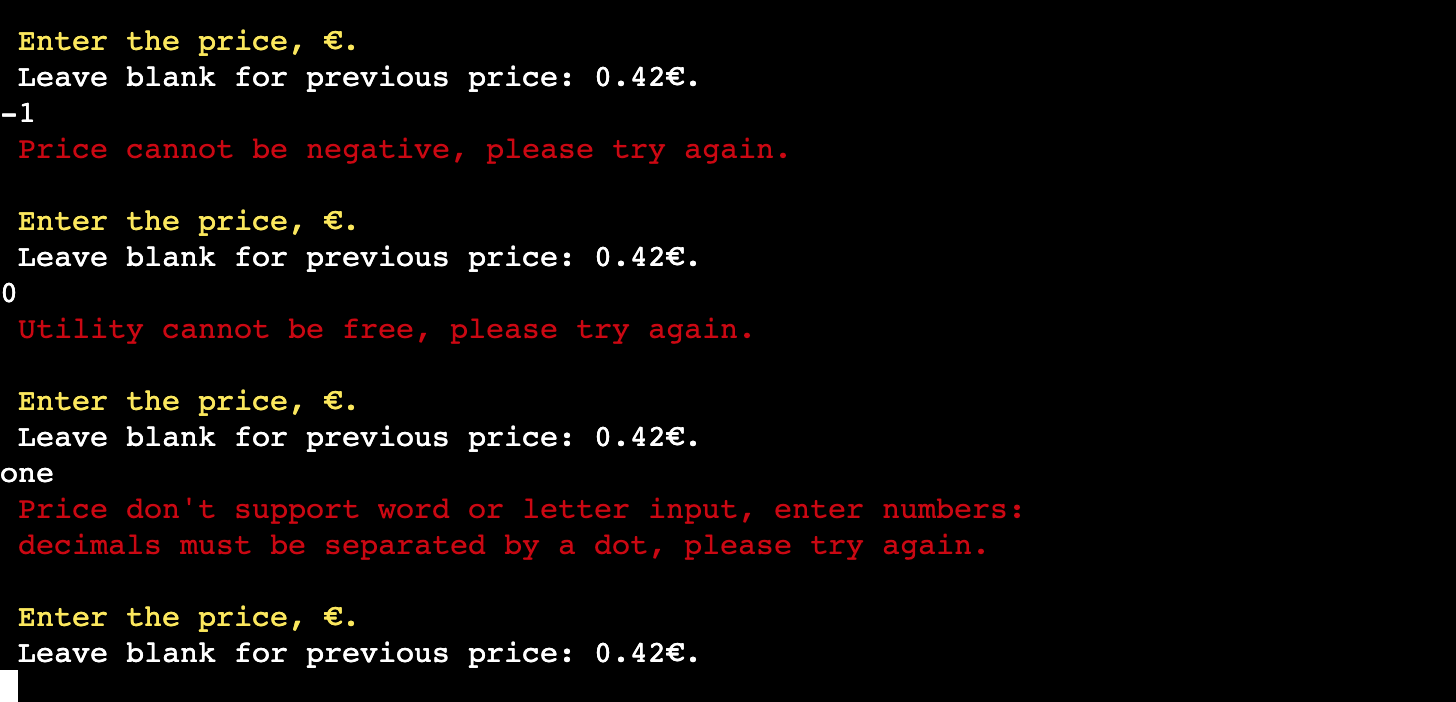 Enter the price, €.
Leave blank for previous price: 0.42€.
-1
Price cannot be negative, please try again.
Enter the price, €.
Leave blank for previous price: 0.42€.
0
Utility cannot be free, please try again.
Enter the price, €.
Leave blank for previous price: 0.42€.
one
Price don't support word or letter input, enter numbers:
decimals must be separated by a dot, please try again.
Enter the price, €.
Leave blank for previous price: 0.42€.